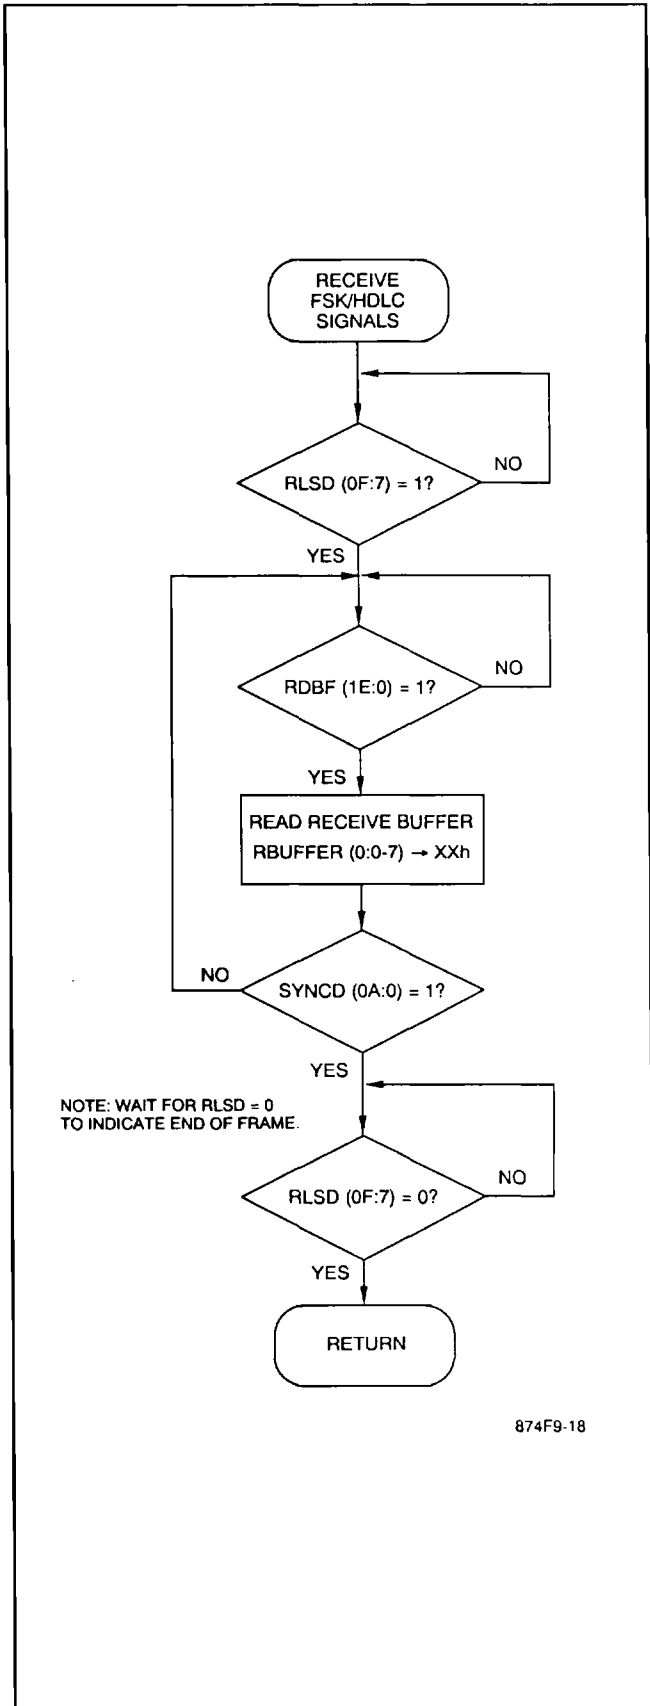 RECEIVE
FSK/HDLC
SIGNALS
RLSD (0F:7) = 1?
NO
YES
RDBF (1E:0) = 1?
NO
YES
READ RECEIVE BUFFER
RBUFFER (0:0-7) → XXh
NO
SYNCD (0A:0) = 1?
YES
NOTE: WAIT FOR RLSD = 0
TO INDICATE END OF FRAME.
RLSD (0F:7) = 0?
NO
YES
RETURN
874F9-18